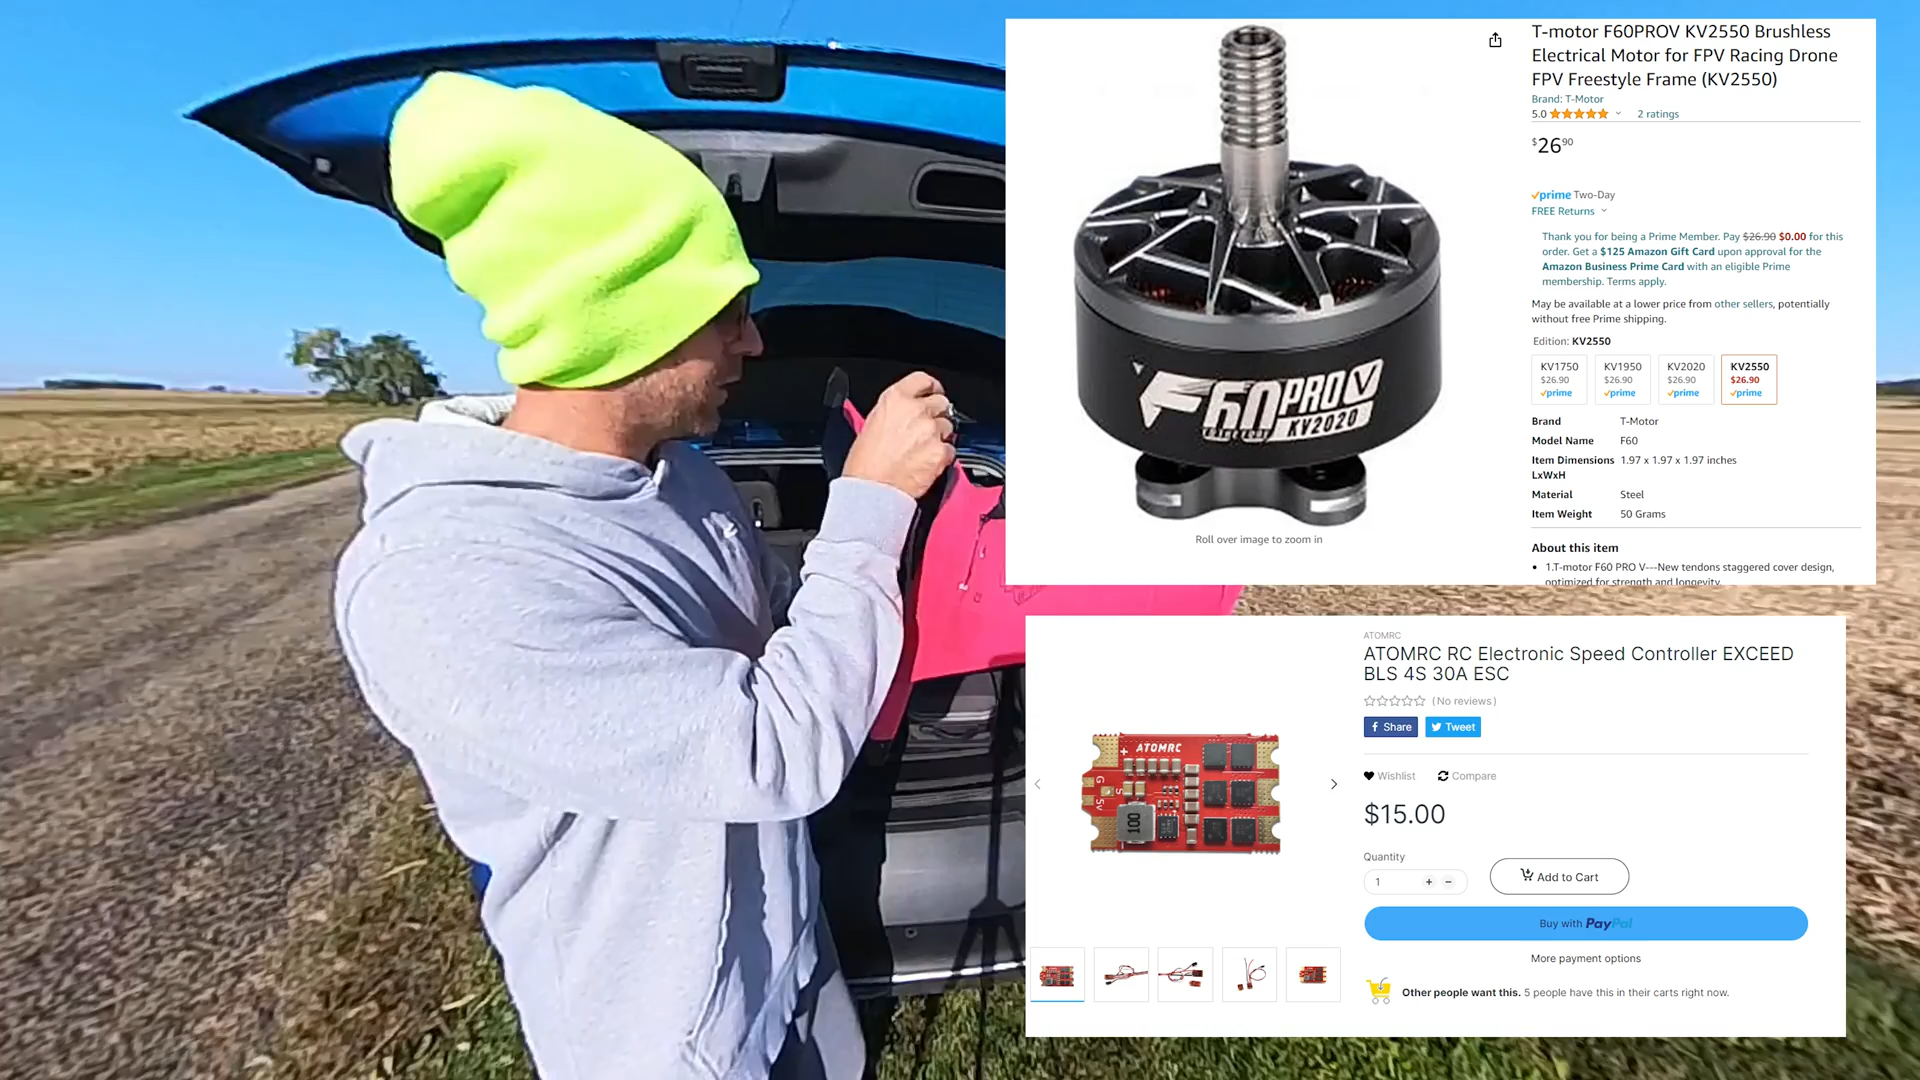 T-motor F60PROV KV2550 Brushless
Electrical Motor for FPV Racing Drone
FPV Freestyle Frame (KV2550)
Brand: T-Motor
5.0 2 ratings
$26 90
prime Two-Day
FREE Returns
Thank you for being a Prime Member. Pay $26.90 $0.00 for this
order. Get a $125 Amazon Gift Card upon approval for the
Amazon Business Prime Card with an eligible Prime
membership. Terms apply.
May be available at a lower price from other sellers, potentially
without free Prime shipping.
Edition: KV2550
KV1750 KV1950 KV2020 KV2550
$26.90 $26.90 $26.90 $26.90
prime prime prime prime
Brand T-Motor
Model Name F60
Item Dimensions 1.97 x 1.97 x 1.97 inches
LxWxH
Material Steel
Item Weight 50 Grams
About this item
• 1.T-motor F60 PRO V---New tendons staggered cover design,
optimized for strength and longevity.
F60PRO V
KV2020
Roll over image to zoom in
ATOMRC
ATOMRC RC Electronic Speed Controller EXCEED
BLS 4S 30A ESC
(No reviews)
Share Tweet
Wishlist Compare
$15.00
Quantity
1 + − Add to Cart
Buy with PayPal
More payment options
Other people want this. 5 people have this in their carts right now.
+ ATOMRC
G
S
5V
100